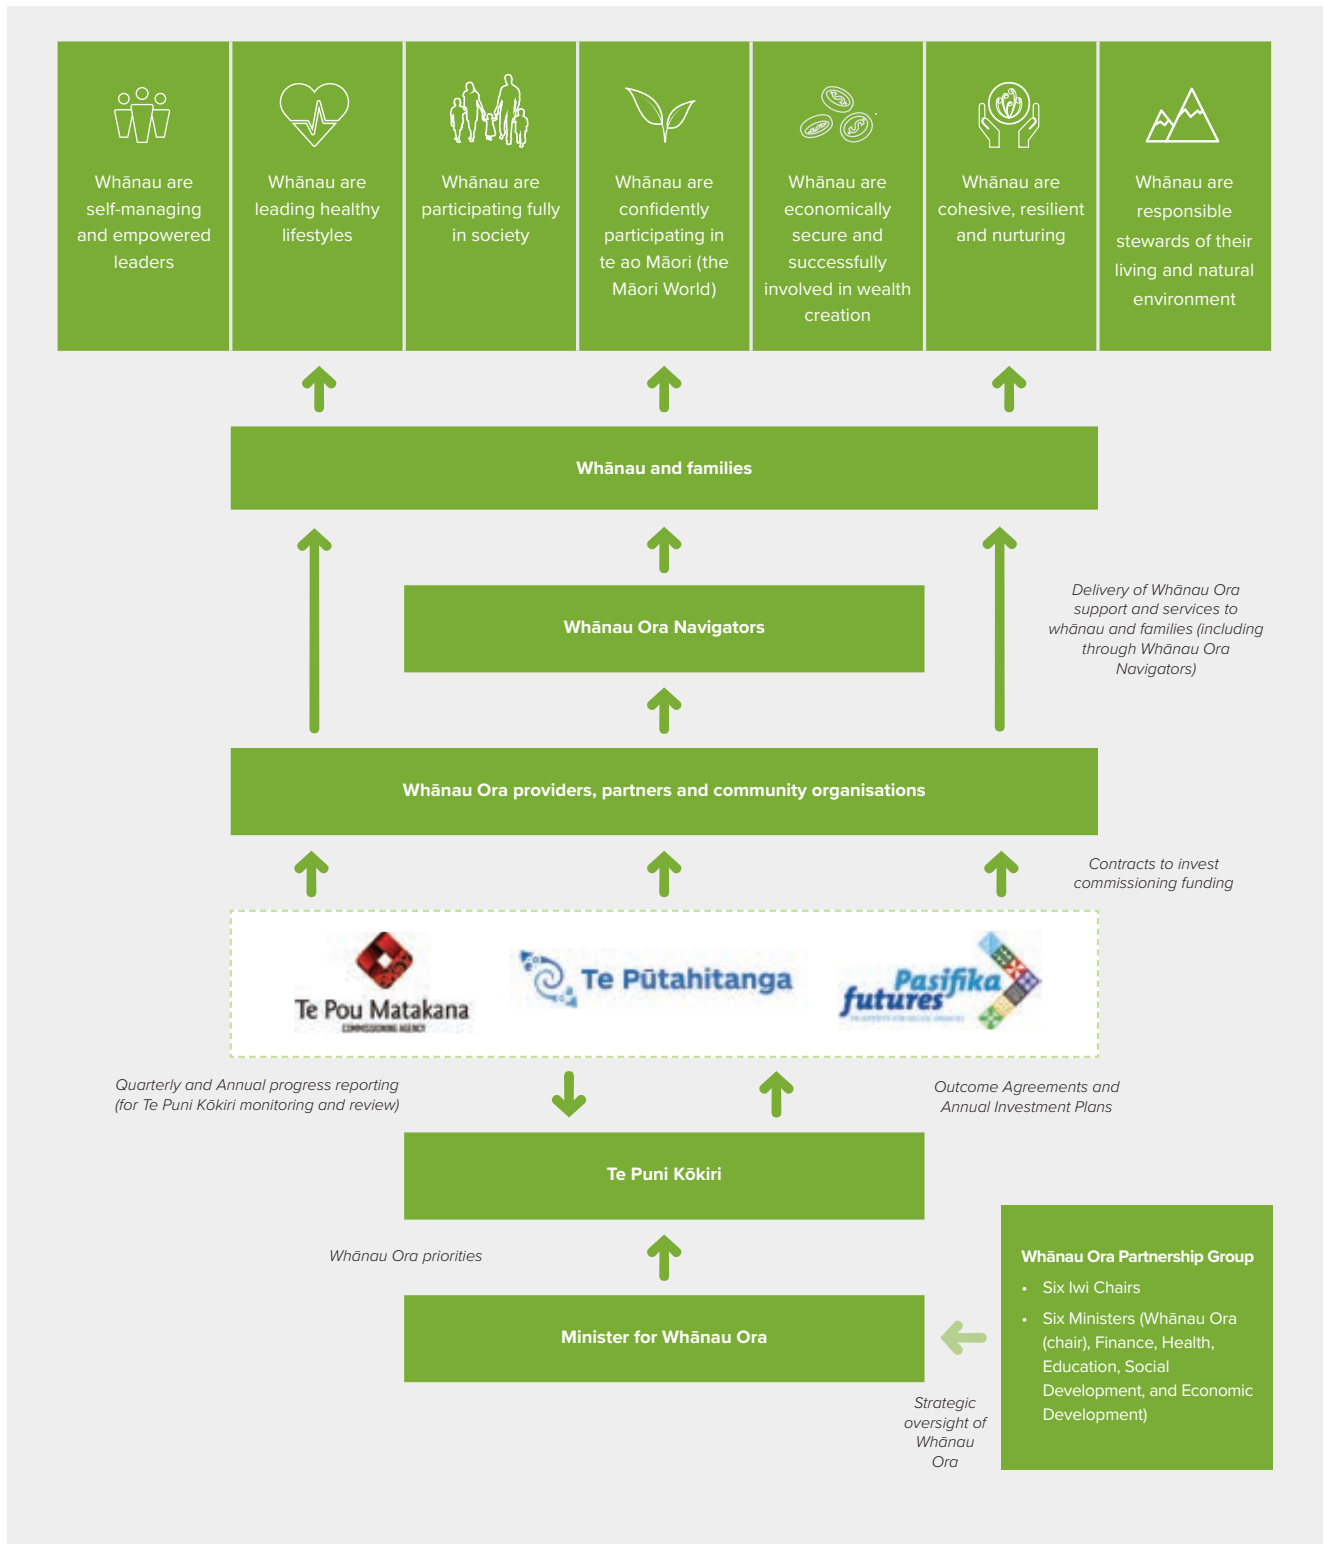 Whānau are
self-managing
and empowered
leaders
Whānau are
leading healthy
lifestyles
Whānau are
participating fully
in society
Whānau are
confidently
participating in
te ao Māori (the
Māori World)
Whānau are
economically
secure and
successfully
involved in wealth
creation
Whānau are
cohesive, resilient
and nurturing
Whānau are
responsible
stewards of their
living and natural
environment
Whānau and families
Whānau Ora Navigators
Delivery of Whānau Ora
support and services to
whānau and families (including
through Whānau Ora
Navigators)
Whānau Ora providers, partners and community organisations
Contracts to invest
commissioning funding
Te Pou Matakana
COMMISSIONING AGENCY
Te Pūtahitanga
Pasifika
futures
Quarterly and Annual progress reporting
(for Te Puni Kōkiri monitoring and review)
Outcome Agreements and
Annual Investment Plans
Te Puni Kōkiri
Whānau Ora priorities
Minister for Whānau Ora
Strategic
oversight of
Whānau
Ora
Whānau Ora Partnership Group
• Six Iwi Chairs
• Six Ministers (Whānau Ora
(chair), Finance, Health,
Education, Social
Development, and Economic
Development)